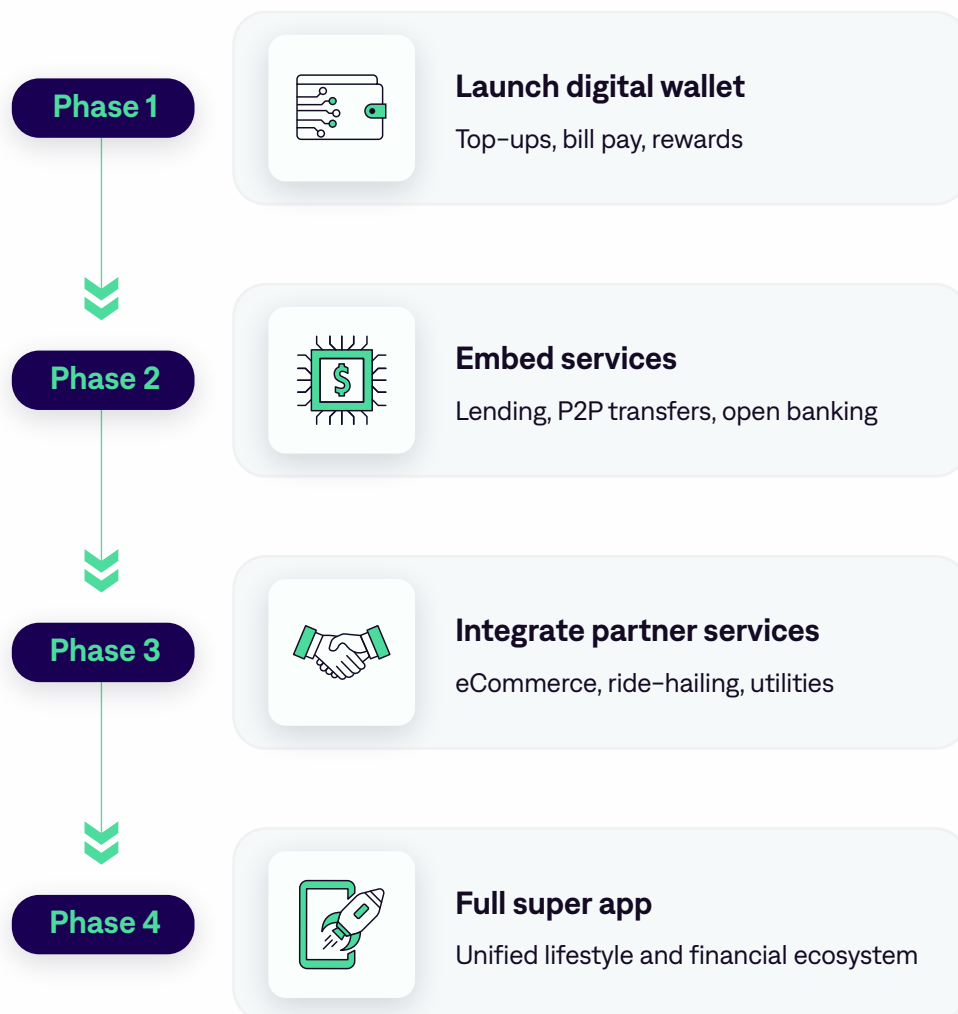 Phase 1
Launch digital wallet
Top-ups, bill pay, rewards
Phase 2
Embed services
Lending, P2P transfers, open banking
Phase 3
Integrate partner services
eCommerce, ride-hailing, utilities
Phase 4
Full super app
Unified lifestyle and financial ecosystem